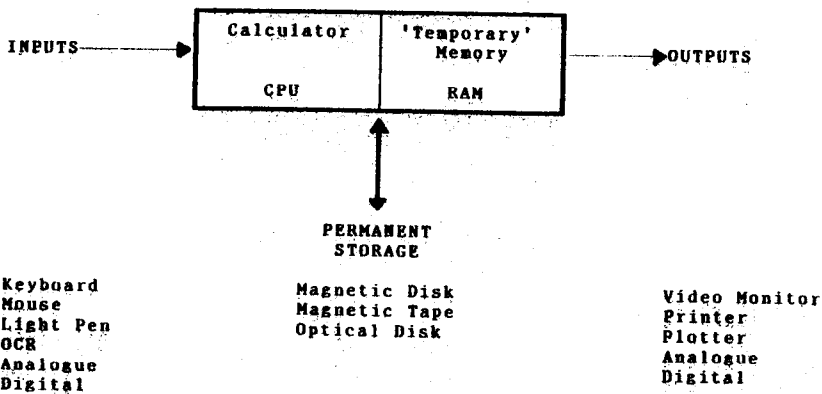 INPUTS
Calculator
CPU
'Temporary'
Memory
RAM
OUTPUTS
PERMANENT
STORAGE
Keyboard
Mouse
Light Pen
OCR
Analogue
Digital
Magnetic Disk
Magnetic Tape
Optical Disk
Video Monitor
Printer
Plotter
Analogue
Digital